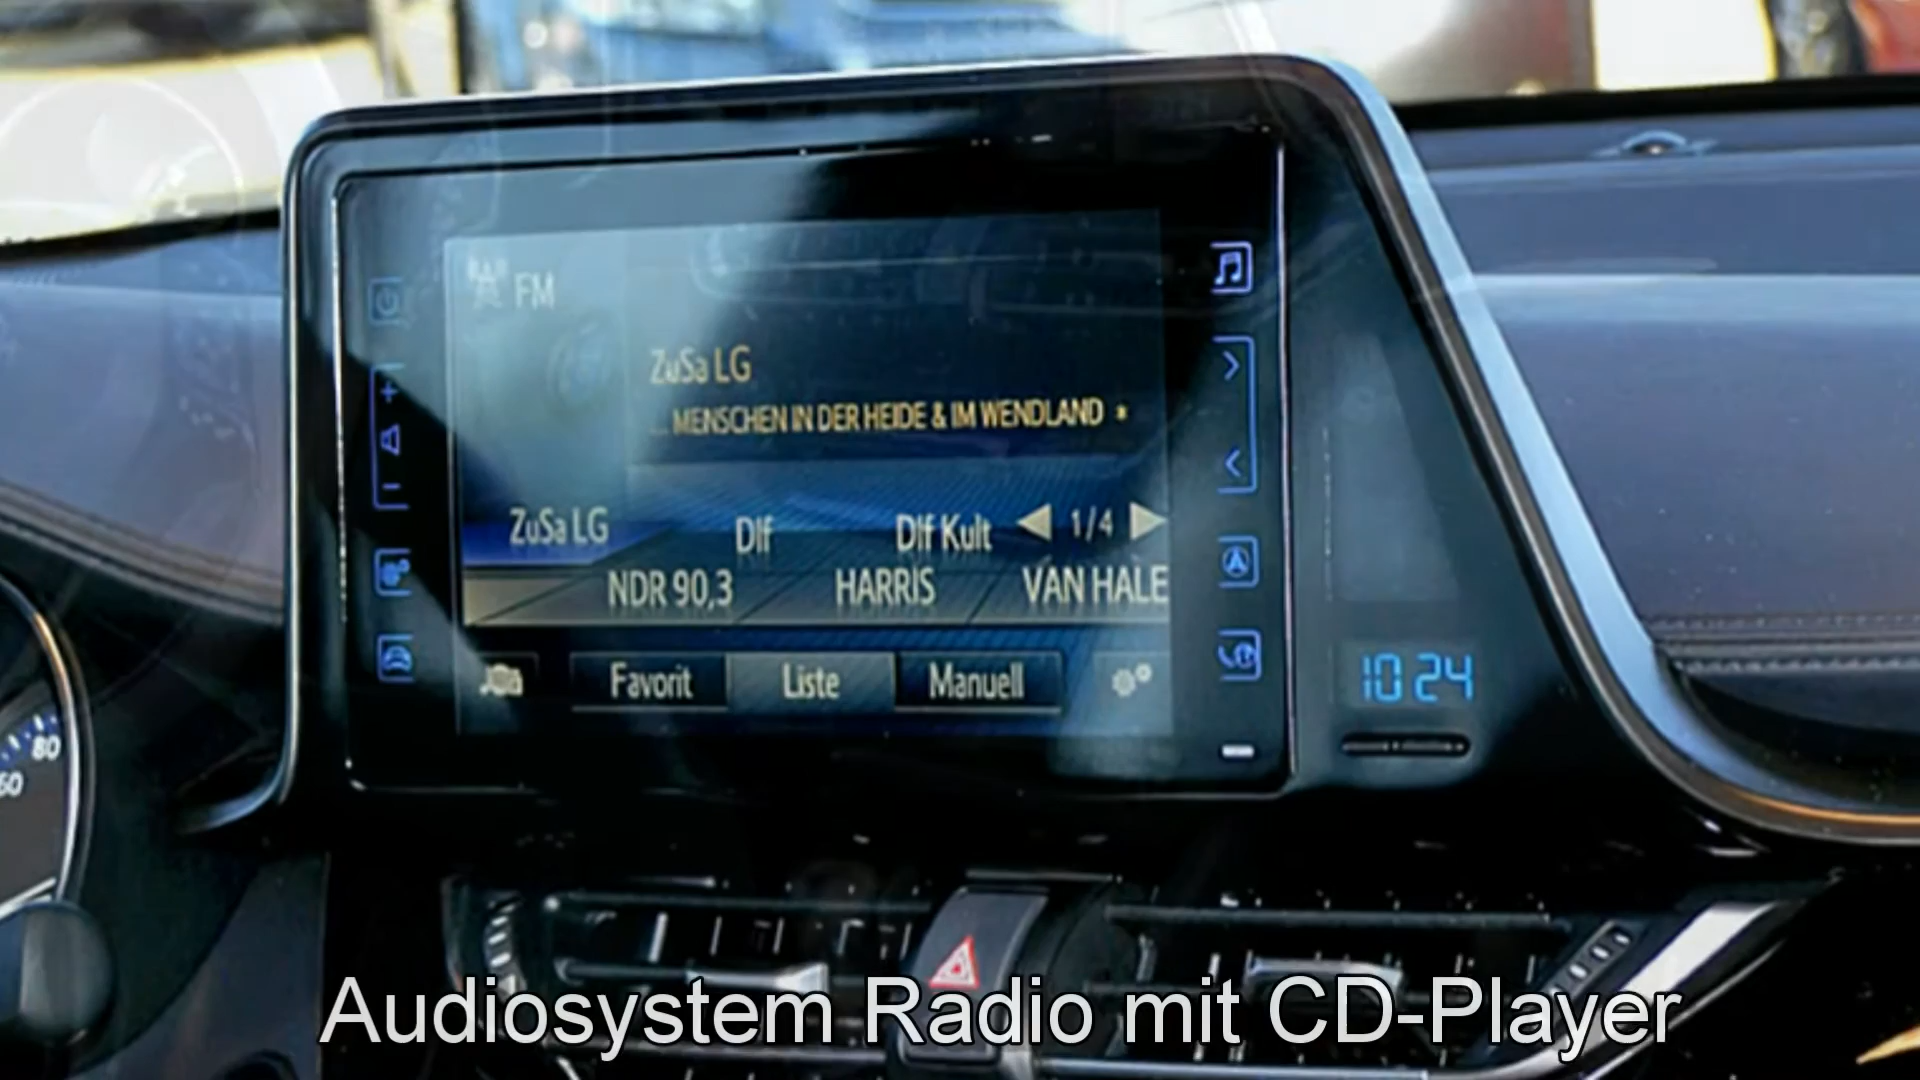 FM
ZuSa LG
... MENSCHEN IN DER HEIDE & IM WENDLAND *
ZuSa LG Dlf Dlf Kult 1/4
NDR 90,3 HARRIS VAN HALE
Favorit Liste Manuell
10 24
80
60
Audiosystem Radio mit CD-Player